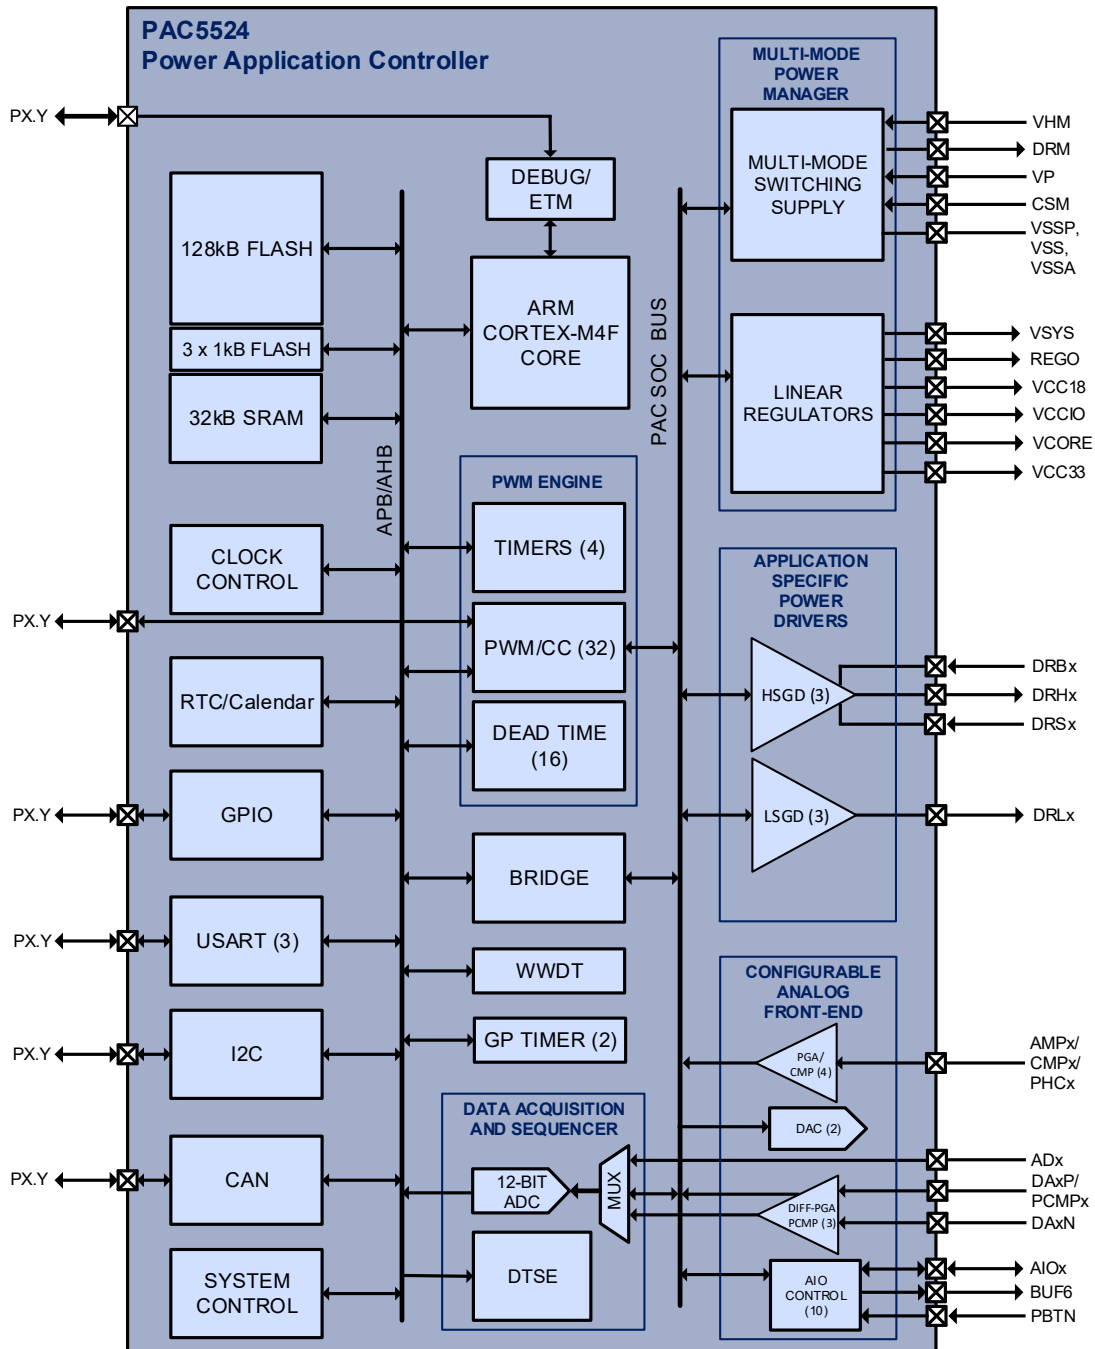 PAC5524
Power Application Controller
PX.Y
DEBUG/
ETM
128kB FLASH
3 x 1kB FLASH
32kB SRAM
ARM
CORTEX-M4F
CORE
APB/AHB
PAC SOC BUS
CLOCK
CONTROL
PX.Y
RTC/Calendar
PWM ENGINE
TIMERS (4)
PWM/CC (32)
DEAD TIME
(16)
PX.Y
GPIO
BRIDGE
PX.Y
USART (3)
WWDT
PX.Y
I2C
GP TIMER (2)
PX.Y
CAN
DATA ACQUISITION
AND SEQUENCER
12-BIT
ADC
MUX
DTSE
SYSTEM
CONTROL
MULTI-MODE
POWER
MANAGER
MULTI-MODE
SWITCHING
SUPPLY
VHM
DRM
VP
CSM
VSSP,
VSS,
VSSA
LINEAR
REGULATORS
VSYS
REGO
VCC18
VCCIO
VCORE
VCC33
APPLICATION
SPECIFIC
POWER
DRIVERS
HSGD (3)
DRBx
DRHx
DRSx
LSGD (3)
DRLx
CONFIGURABLE
ANALOG
FRONT-END
PGA/
CMP (4)
AMPx/
CMPx/
PHCx
DAC (2)
ADx
DIFF-PGA
PCMP (3)
DAxP/
PCMPx
DAxN
AIO
CONTROL
(10)
AIOx
BUF6
PBTN